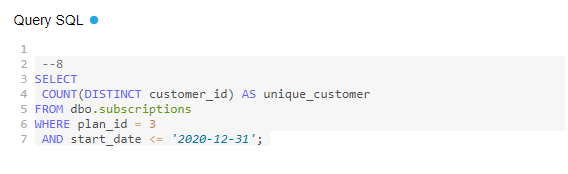 Query SQL
1
2 --8
3 SELECT
4 COUNT(DISTINCT customer_id) AS unique_customer
5 FROM dbo.subscriptions
6 WHERE plan_id = 3
7 AND start_date <= '2020-12-31';